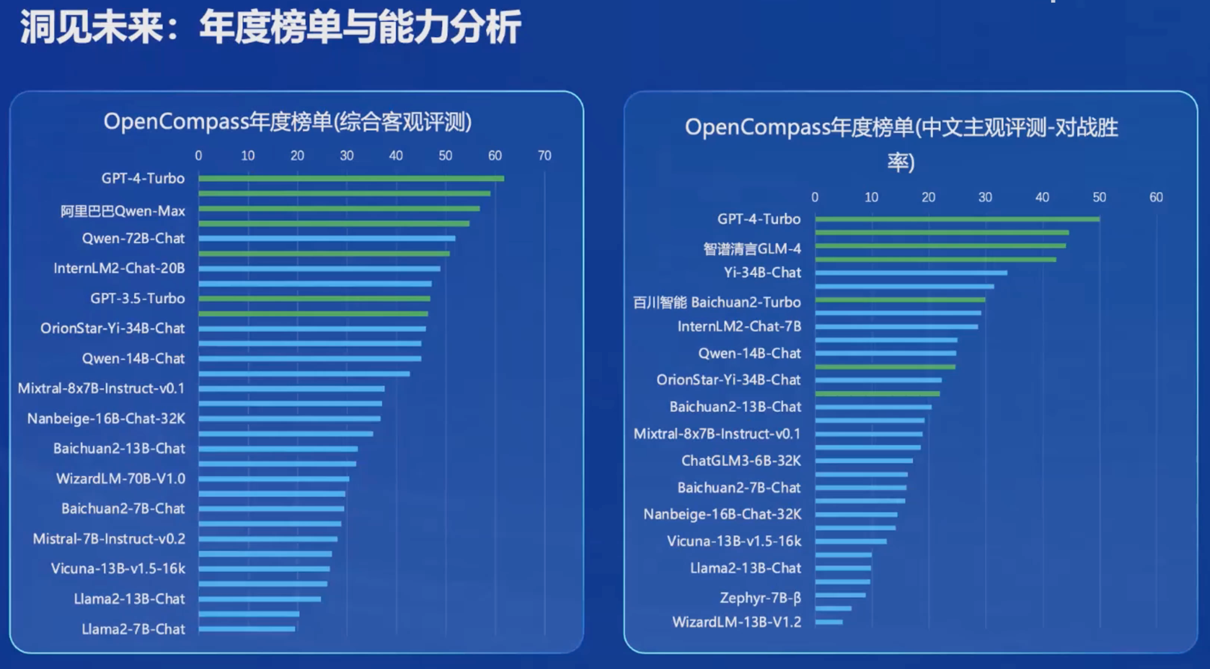 洞见未来：年度榜单与能力分析
OpenCompass年度榜单(综合客观评测)
0 10 20 30 40 50 60 70
GPT-4-Turbo
阿里巴巴Qwen-Max
Qwen-72B-Chat
InternLM2-Chat-20B
GPT-3.5-Turbo
OrionStar-Yi-34B-Chat
Qwen-14B-Chat
Mixtral-8x7B-Instruct-v0.1
Nanbeige-16B-Chat-32K
Baichuan2-13B-Chat
WizardLM-70B-V1.0
Baichuan2-7B-Chat
Mistral-7B-Instruct-v0.2
Vicuna-13B-v1.5-16k
Llama2-13B-Chat
Llama2-7B-Chat
OpenCompass年度榜单(中文主观评测-对战胜
率)
0 10 20 30 40 50 60
GPT-4-Turbo
智谱清言GLM-4
Yi-34B-Chat
百川智能 Baichuan2-Turbo
InternLM2-Chat-7B
Qwen-14B-Chat
OrionStar-Yi-34B-Chat
Baichuan2-13B-Chat
Mixtral-8x7B-Instruct-v0.1
ChatGLM3-6B-32K
Baichuan2-7B-Chat
Nanbeige-16B-Chat-32K
Vicuna-13B-v1.5-16k
Llama2-13B-Chat
Zephyr-7B-β
WizardLM-13B-V1.2